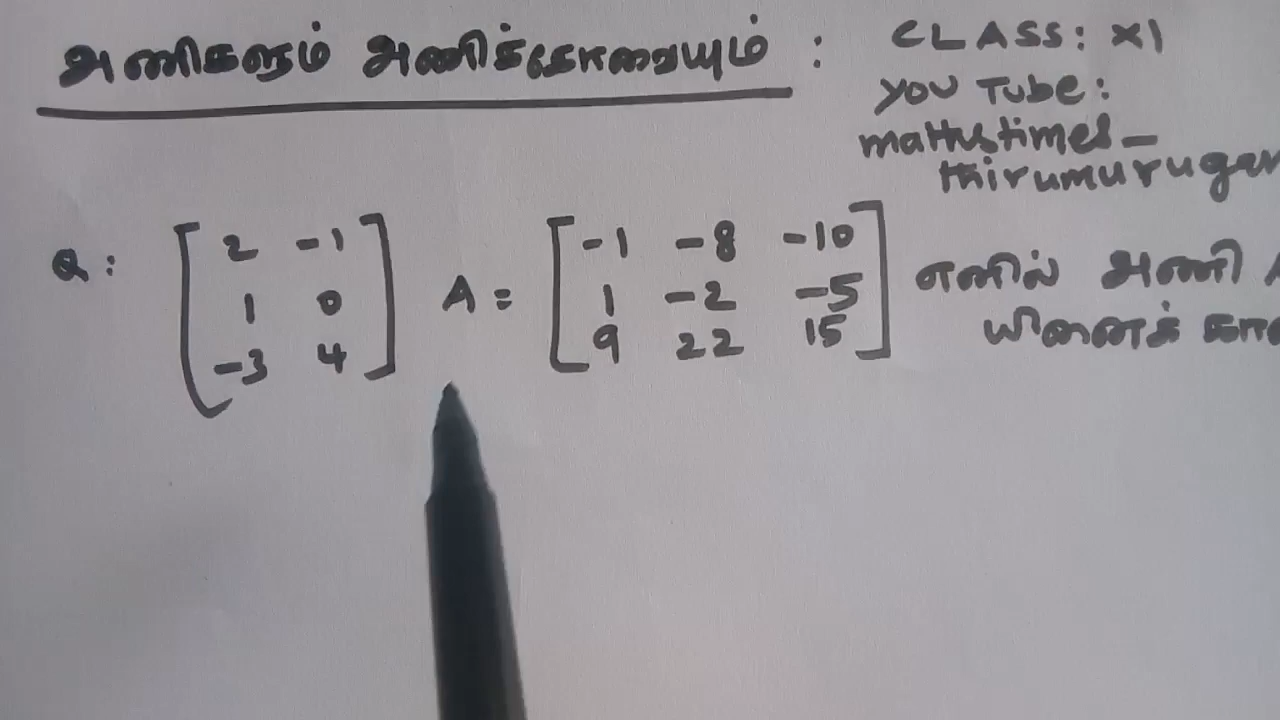 அணிகளும் அணிக்கோவையும் :
CLASS: XI
YOU Tube:
mathstimes-
thirumurugan
Q: [ 2 -1 ] A = [ -1 -8 -10 ] எனில் அணி A
[ 1 0 ] [ 1 -2 -5 ] யினைக்
[ -3 4 ] [ 9 22 15 ]